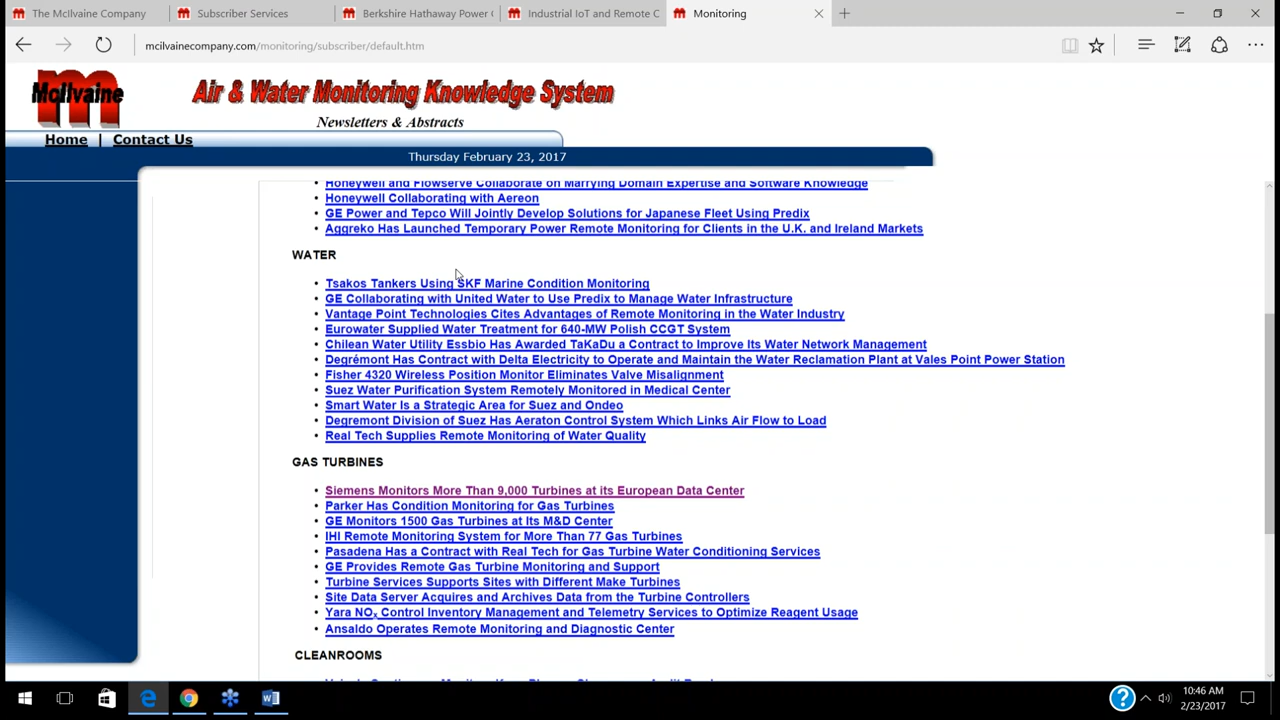 The McIlvaine Company
Subscriber Services
Berkshire Hathaway Power
Industrial IoT and Remote C
Monitoring
mcilvainecompany.com/monitoring/subscriber/default.htm
McIlvaine
Air & Water Monitoring Knowledge System
Newsletters & Abstracts
Home | Contact Us
Thursday February 23, 2017
Honeywell and Flowserve Collaborate on Marrying Domain Expertise and Software Knowledge
Honeywell Collaborating with Aereon
GE Power and Tepco Will Jointly Develop Solutions for Japanese Fleet Using Predix
Aggreko Has Launched Temporary Power Remote Monitoring for Clients in the U.K. and Ireland Markets
WATER
Tsakos Tankers Using SKF Marine Condition Monitoring
GE Collaborating with United Water to Use Predix to Manage Water Infrastructure
Vantage Point Technologies Cites Advantages of Remote Monitoring in the Water Industry
Eurowater Supplied Water Treatment for 640-MW Polish CCGT System
Chilean Water Utility Essbio Has Awarded TaKaDu a Contract to Improve Its Water Network Management
Degrémont Has Contract with Delta Electricity to Operate and Maintain the Water Reclamation Plant at Vales Point Power Station
Fisher 4320 Wireless Position Monitor Eliminates Valve Misalignment
Suez Water Purification System Remotely Monitored in Medical Center
Smart Water Is a Strategic Area for Suez and Ondeo
Degremont Division of Suez Has Aeraton Control System Which Links Air Flow to Load
Real Tech Supplies Remote Monitoring of Water Quality
GAS TURBINES
Siemens Monitors More Than 9,000 Turbines at its European Data Center
Parker Has Condition Monitoring for Gas Turbines
GE Monitors 1500 Gas Turbines at Its M&D Center
IHI Remote Monitoring System for More Than 77 Gas Turbines
Pasadena Has a Contract with Real Tech for Gas Turbine Water Conditioning Services
GE Provides Remote Gas Turbine Monitoring and Support
Turbine Services Supports Sites with Different Make Turbines
Site Data Server Acquires and Archives Data from the Turbine Controllers
Yara NOx Control Inventory Management and Telemetry Services to Optimize Reagent Usage
Ansaldo Operates Remote Monitoring and Diagnostic Center
CLEANROOMS
10:46 AM
2/23/2017